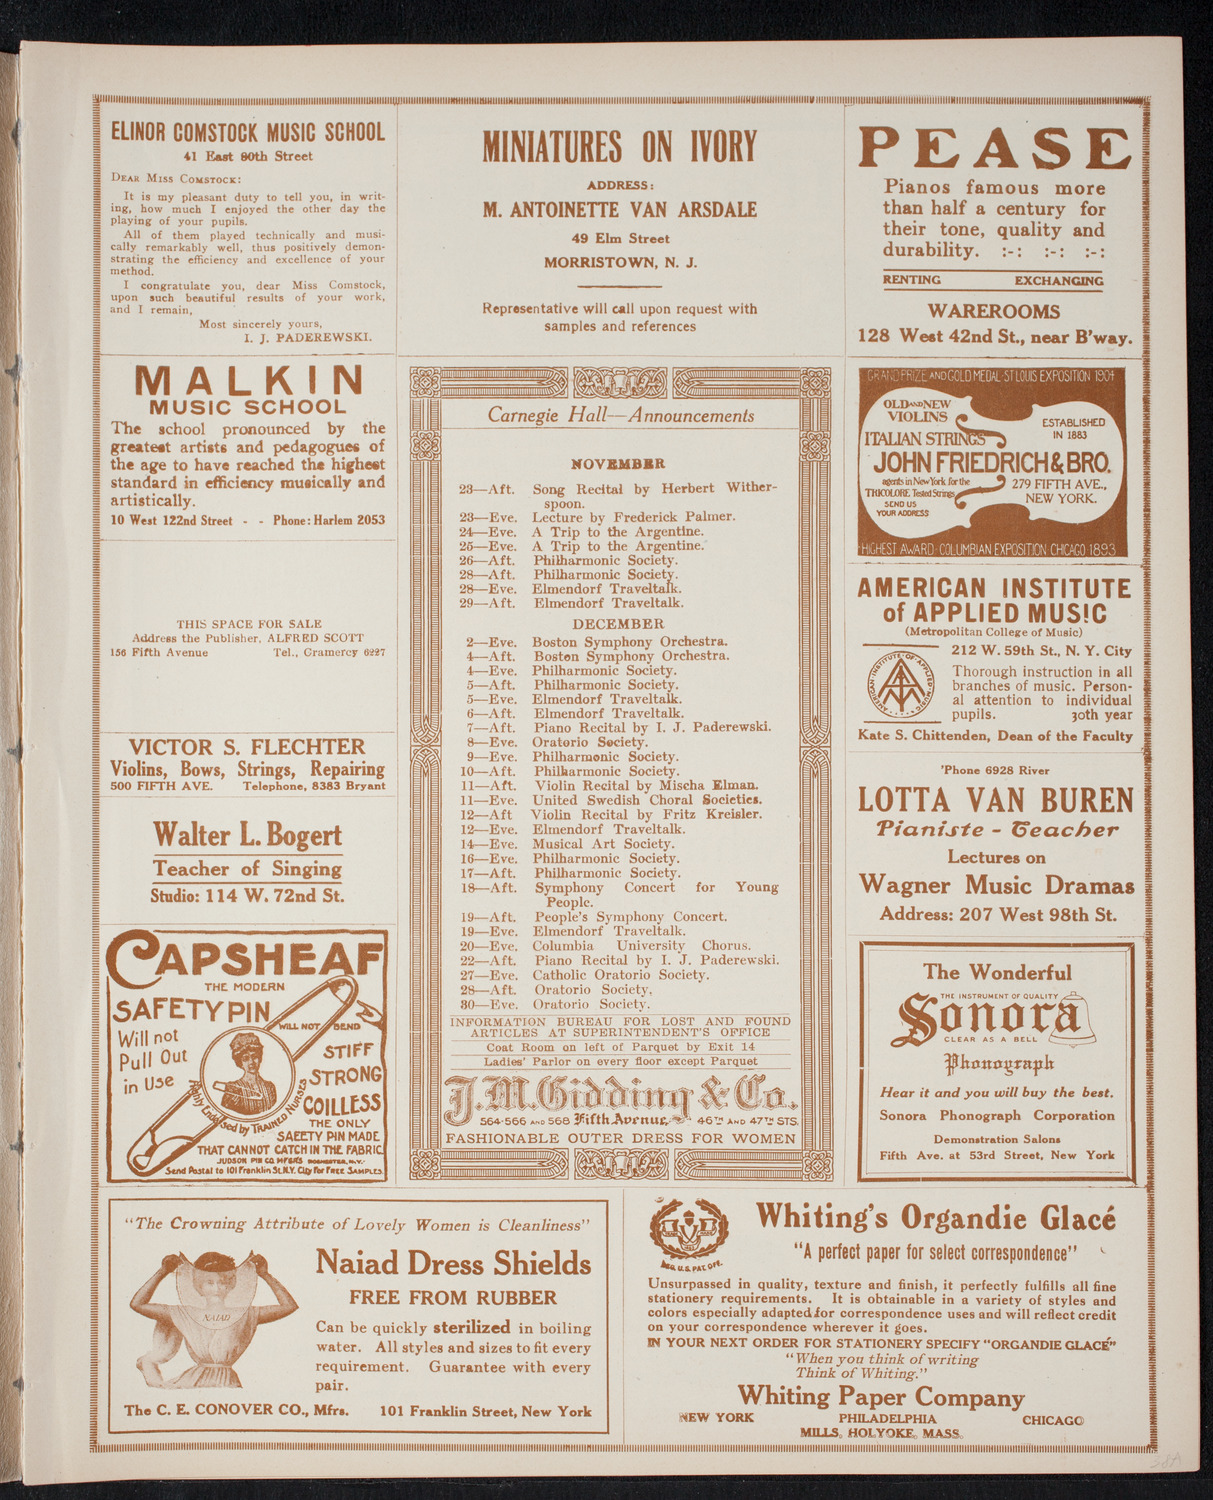 ELINOR COMSTOCK MUSIC SCHOOL
41 East 80th Street
DEAR MISS COMSTOCK:
It is my pleasant duty to tell you, in writ-
ing, how much I enjoyed the other day the
playing of your pupils.
All of them played technically and musi-
cally remarkably well, thus positively demon-
strating the efficiency and excellence of your
method.
I congratulate you, dear Miss Comstock,
upon such beautiful results of your work,
and I remain,
Most sincerely yours,
I. J. PADEREWSKI.
MALKIN
MUSIC SCHOOL
The school pronounced by the
greatest artists and pedagogues of
the age to have reached the highest
standard in efficiency musically and
artistically.
10 West 122nd Street - - Phone: Harlem 2053
THIS SPACE FOR SALE
Address the Publisher, ALFRED SCOTT
156 Fifth Avenue Tel., Gramercy 6227
VICTOR S. FLECHTER
Violins, Bows, Strings, Repairing
500 FIFTH AVE. Telephone, 8383 Bryant
Walter L. Bogert
Teacher of Singing
Studio: 114 W. 72nd St.
CAPSHEAF
THE MODERN
SAFETY PIN
WILL NOT BEND
Will not
Pull Out
in Use
STIFF
STRONG
COILLESS
Highly Endorsed by TRAINED NURSES
THE ONLY
SAFETY PIN MADE
THAT CANNOT CATCH IN THE FABRIC
JUDSON PIN CO. MF'GR'S ROCHESTER, N.Y.
Send Postal to 101 Franklin St. N.Y. City For FREE SAMPLES
MINIATURES ON IVORY
ADDRESS:
M. ANTOINETTE VAN ARSDALE
49 Elm Street
MORRISTOWN, N. J.
Representative will call upon request with
samples and references
Carnegie Hall—Announcements
NOVEMBER
23—Aft. Song Recital by Herbert Wither-
spoon.
23—Eve. Lecture by Frederick Palmer.
24—Eve. A Trip to the Argentine.
25—Eve. A Trip to the Argentine.
26—Aft. Philharmonic Society.
28—Aft. Philharmonic Society.
28—Eve. Elmendorf Traveltalk.
29—Aft. Elmendorf Traveltalk.
DECEMBER
2—Eve. Boston Symphony Orchestra.
4—Aft. Boston Symphony Orchestra.
4—Eve. Philharmonic Society.
5—Aft. Philharmonic Society.
5—Eve. Elmendorf Traveltalk.
6—Aft. Elmendorf Traveltalk.
7—Aft. Piano Recital by I. J. Paderewski.
8—Eve. Oratorio Society.
9—Eve. Philharmonic Society.
10—Aft. Philharmonic Society.
11—Aft. Violin Recital by Mischa Elman.
11—Eve. United Swedish Choral Societies.
12—Aft Violin Recital by Fritz Kreisler.
12—Eve. Elmendorf Traveltalk.
14—Eve. Musical Art Society.
16—Eve. Philharmonic Society.
17—Aft. Philharmonic Society.
18—Aft. Symphony Concert for Young
People.
19—Aft. People's Symphony Concert.
19—Eve. Elmendorf Traveltalk.
20—Eve. Columbia University Chorus.
22—Aft. Piano Recital by I. J. Paderewski.
27—Eve. Catholic Oratorio Society.
28—Aft. Oratorio Society.
30—Eve. Oratorio Society.
INFORMATION BUREAU FOR LOST AND FOUND
ARTICLES AT SUPERINTENDENT'S OFFICE
Coat Room on left of Parquet by Exit 14
Ladies' Parlor on every floor except Parquet
J. M. Gidding & Co.
564-566 AND 568 Fifth Avenue, 46TH AND 47TH STS.
FASHIONABLE OUTER DRESS FOR WOMEN
PEASE
Pianos famous more
than half a century for
their tone, quality and
durability. :-: :-: :-:
RENTING EXCHANGING
WAREROOMS
128 West 42nd St., near B'way.
GRAND PRIZE AND GOLD MEDAL-ST LOUIS EXPOSITION 1904
OLD AND NEW
VIOLINS
ITALIAN STRINGS
ESTABLISHED
IN 1883
JOHN FRIEDRICH & BRO.
agents in New York for the
TRICOLORE Tested Strings
SEND US
YOUR ADDRESS
279 FIFTH AVE.,
NEW YORK.
HIGHEST AWARD-COLUMBIAN EXPOSITION CHICAGO 1893
AMERICAN INSTITUTE
of APPLIED MUSIC
(Metropolitan College of Music)
212 W. 59th St., N. Y. City
AMERICAN INSTITUTE OF APPLIED MUSIC
Thorough instruction in all
branches of music. Person-
al attention to individual
pupils. 30th year
Kate S. Chittenden, Dean of the Faculty
'Phone 6928 River
LOTTA VAN BUREN
Pianiste - Teacher
Lectures on
Wagner Music Dramas
Address: 207 West 98th St.
The Wonderful
THE INSTRUMENT OF QUALITY
Sonora
CLEAR AS A BELL
Phonograph
Hear it and you will buy the best.
Sonora Phonograph Corporation
Demonstration Salons
Fifth Ave. at 53rd Street, New York
"The Crowning Attribute of Lovely Women is Cleanliness"
NAIAD
Naiad Dress Shields
FREE FROM RUBBER
Can be quickly sterilized in boiling
water. All styles and sizes to fit every
requirement. Guarantee with every
pair.
The C. E. CONOVER CO., Mfrs. 101 Franklin Street, New York
REG. U.S. PAT. OFF.
Whiting's Organdie Glacé
"A perfect paper for select correspondence"
Unsurpassed in quality, texture and finish, it perfectly fulfills all fine
stationery requirements. It is obtainable in a variety of styles and
colors especially adapted for correspondence uses and will reflect credit
on your correspondence wherever it goes.
IN YOUR NEXT ORDER FOR STATIONERY SPECIFY "ORGANDIE GLACÉ"
"When you think of writing
Think of Whiting."
Whiting Paper Company
NEW YORK PHILADELPHIA CHICAGO
MILLS, HOLYOKE, MASS.